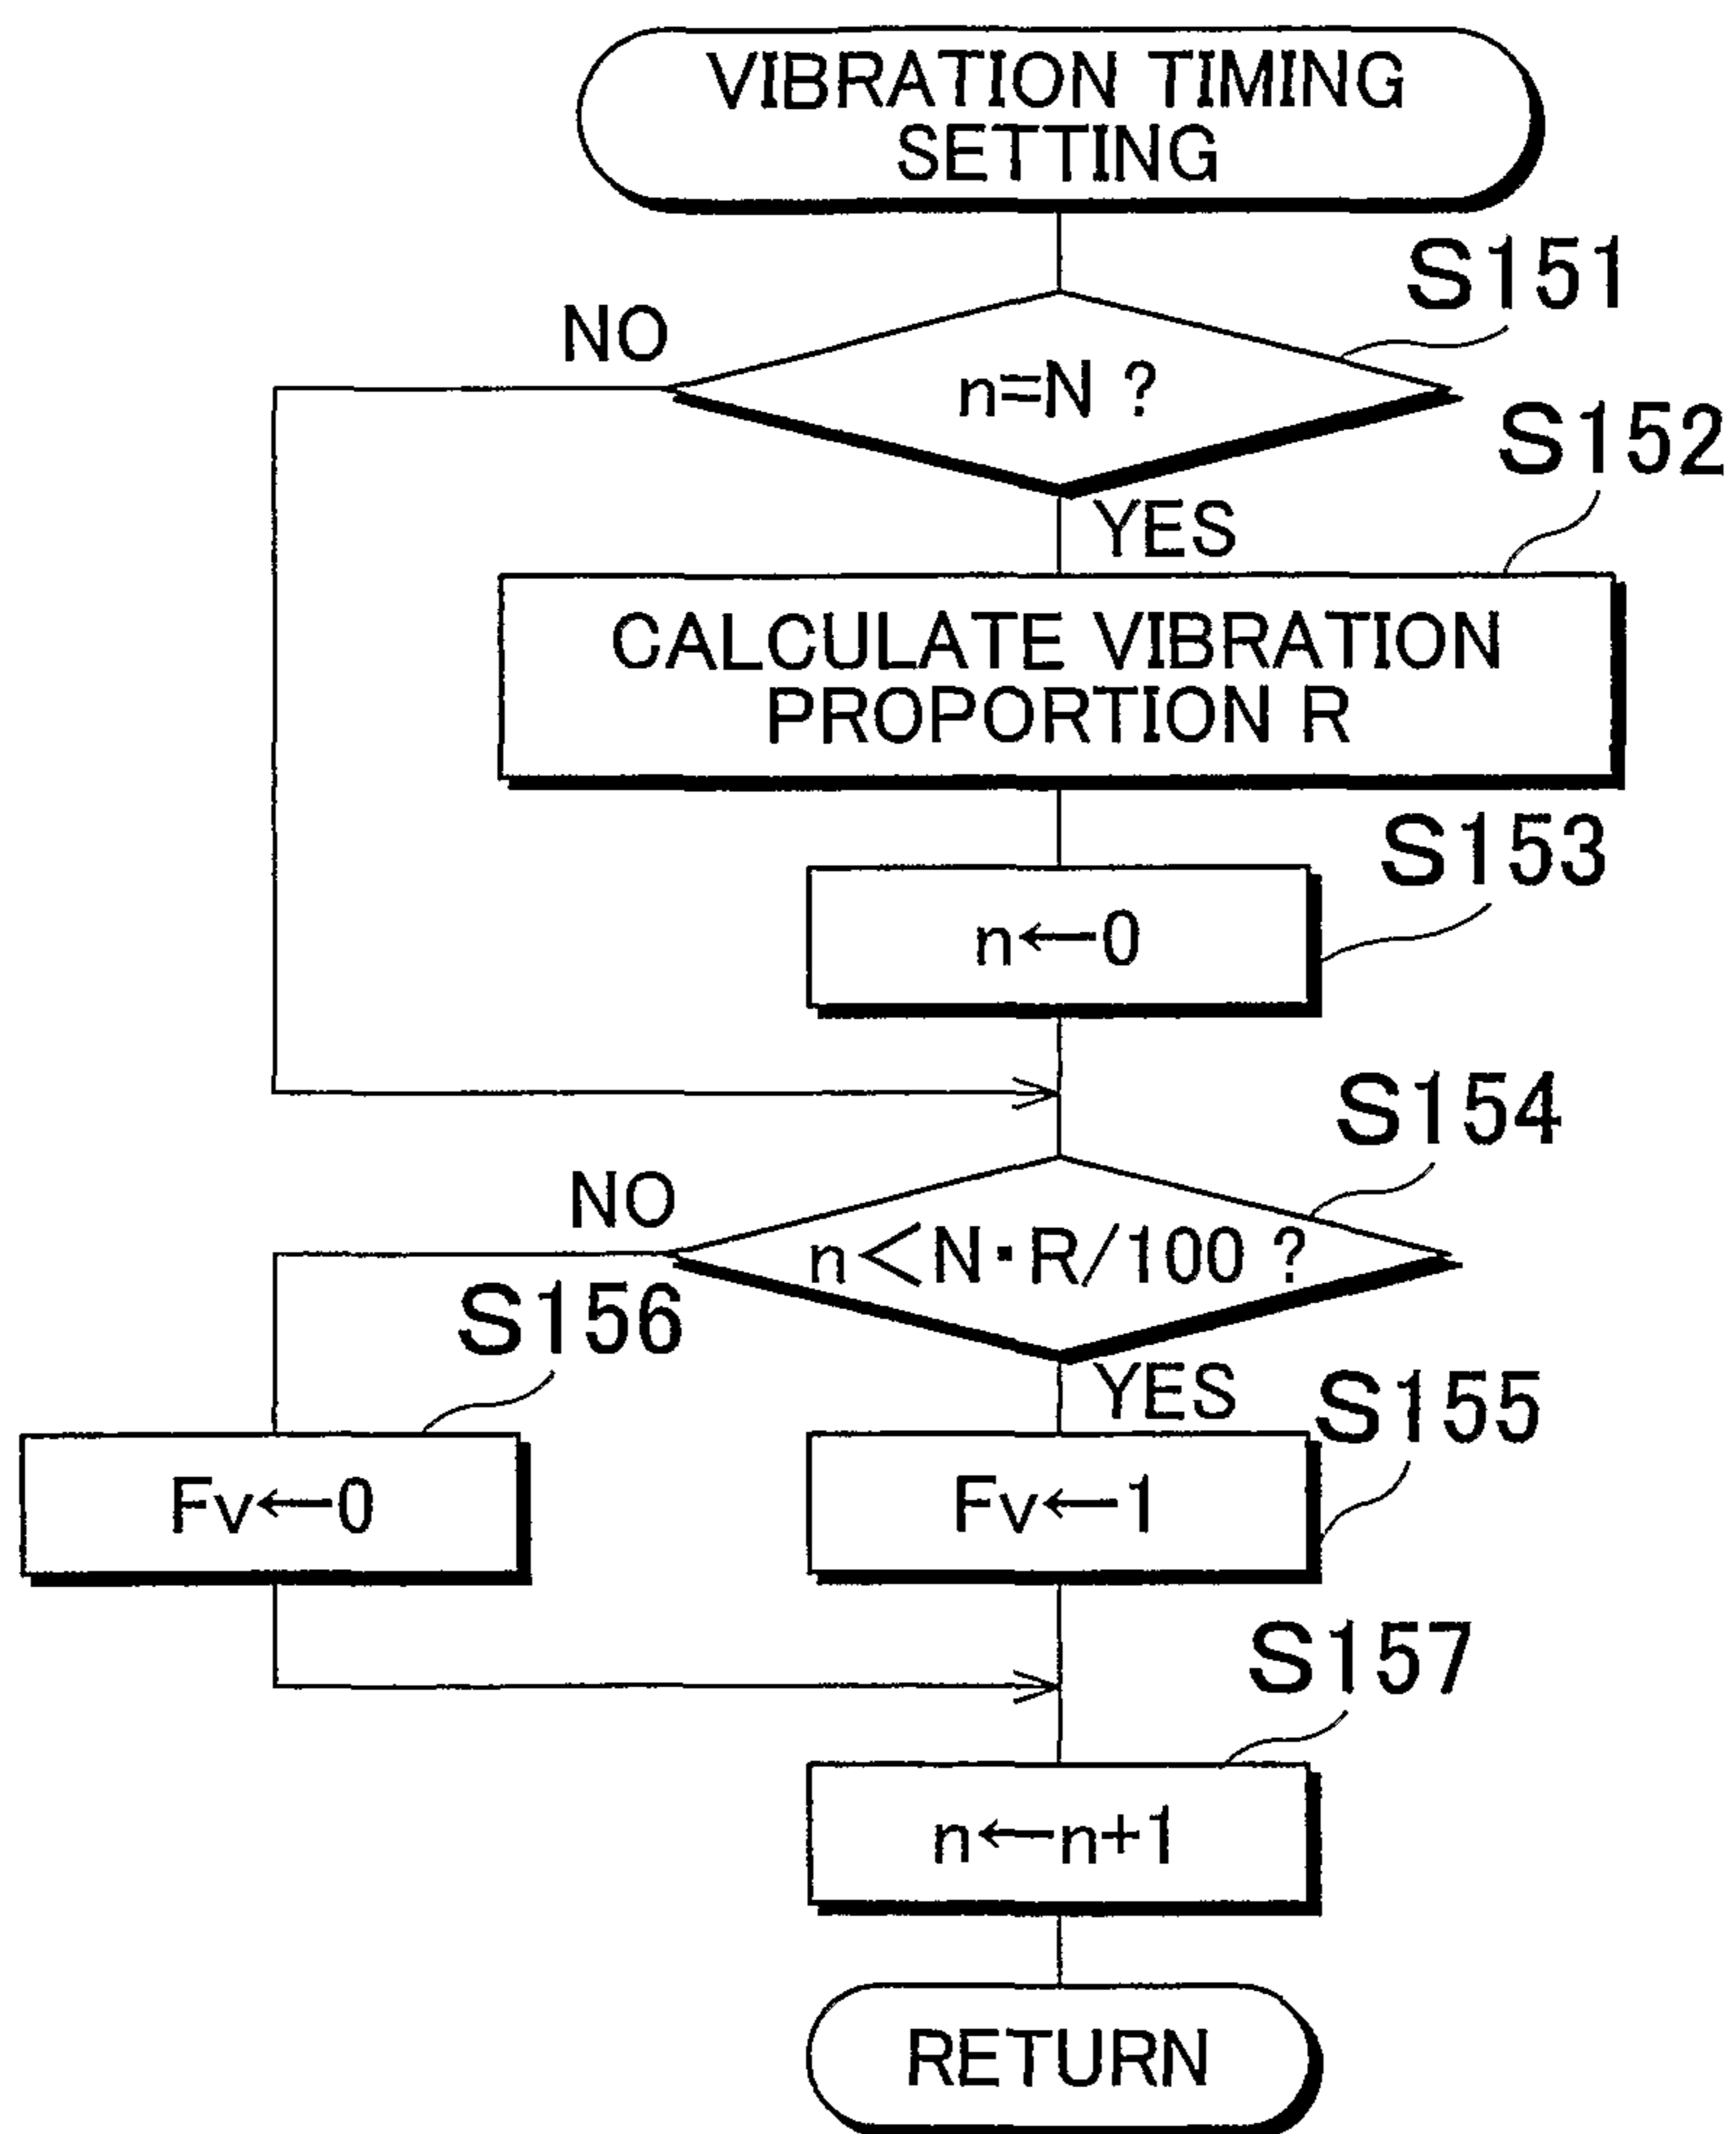 VIBRATION TIMING
SETTING
S151
NO
n=N ?
S152
YES
CALCULATE VIBRATION
PROPORTION R
S153
n←0
S154
NO
n<N・R/100 ?
S156
YES
S155
Fv←0
Fv←1
S157
n←n+1
RETURN